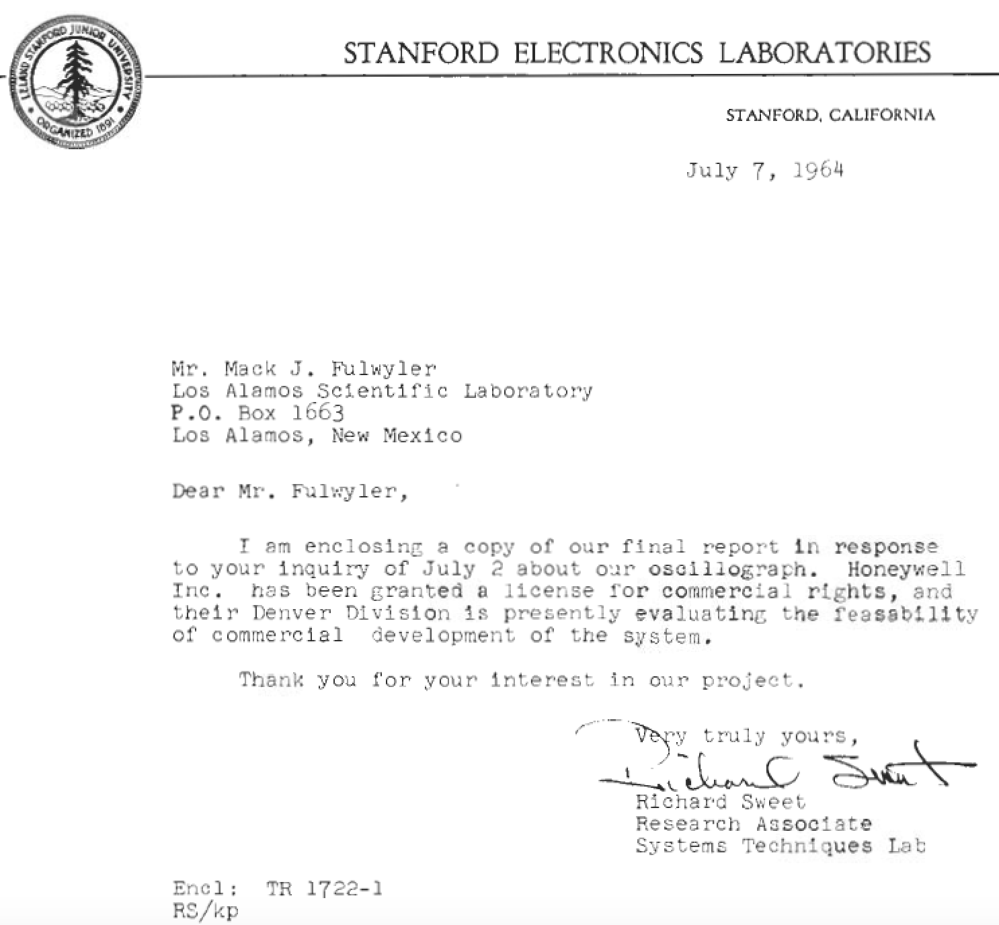 LELAND STANFORD JUNIOR UNIVERSITY
ORGANIZED 1891
STANFORD ELECTRONICS LABORATORIES
STANFORD, CALIFORNIA
July 7, 1964
Mr. Mack J. Fulwyler
Los Alamos Scientific Laboratory
P.O. Box 1663
Los Alamos, New Mexico
Dear Mr. Fulwyler,
I am enclosing a copy of our final report in response
to your inquiry of July 2 about our oscillograph. Honeywell
Inc. has been granted a license for commercial rights, and
their Denver Division is presently evaluating the feasability
of commercial development of the system.
Thank you for your interest in our project.
Very truly yours,
Richard Sweet
Richard Sweet
Research Associate
Systems Techniques Lab
Encl: TR 1722-1
RS/kp